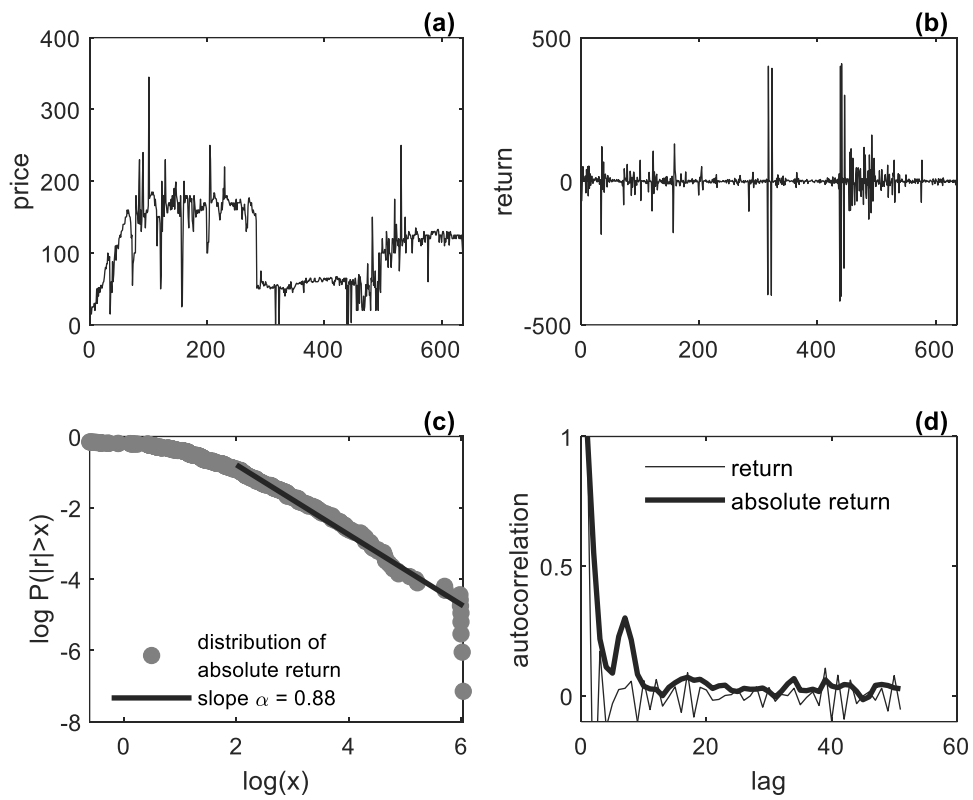 (a)
400
300
200
100
0
price
0 200 400 600
(b)
500
0
-500
return
0 200 400 600
(c)
0
-2
-4
-6
-8
log P(|r|>x)
distribution of
absolute return
slope α = 0.88
0 2 4 6
log(x)
(d)
1
0.5
0
autocorrelation
return
absolute return
0 20 40 60
lag